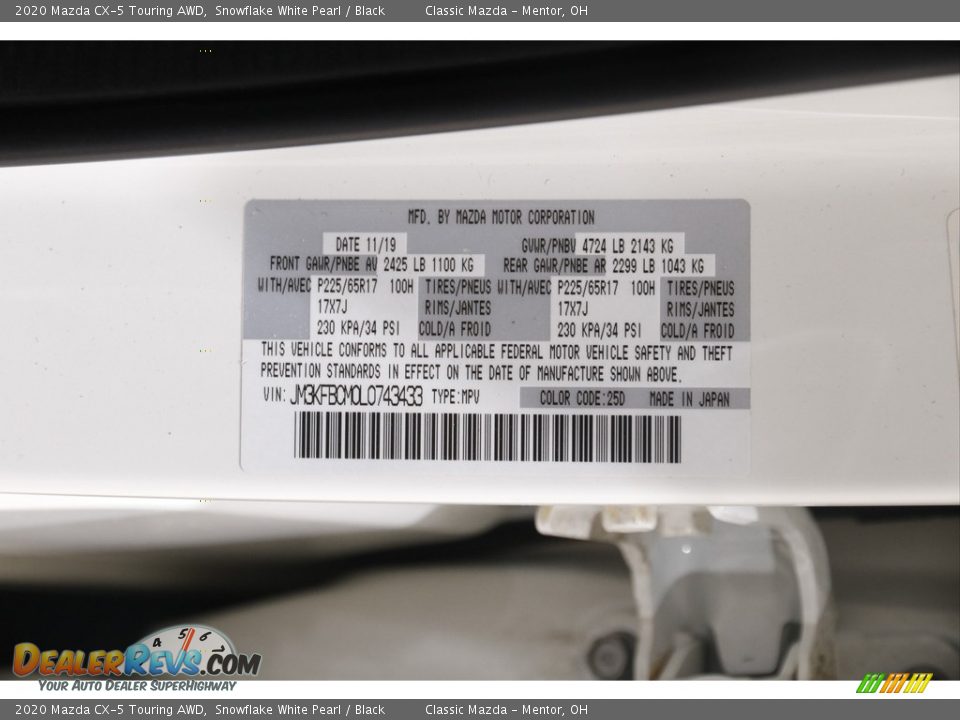 2020 Mazda CX-5 Touring AWD, Snowflake White Pearl / Black Classic Mazda - Mentor, OH
MFD. BY MAZDA MOTOR CORPORATION
DATE 11/19 GVWR/PNBV 4724 LB 2143 KG
FRONT GAWR/PNBE AV 2425 LB 1100 KG REAR GAWR/PNBE AR 2299 LB 1043 KG
WITH/AVEC P225/65R17 100H TIRES/PNEUS WITH/AVEC P225/65R17 100H TIRES/PNEUS
17X7J RIMS/JANTES 17X7J RIMS/JANTES
230 KPA/34 PSI COLD/A FROID 230 KPA/34 PSI COLD/A FROID
THIS VEHICLE CONFORMS TO ALL APPLICABLE FEDERAL MOTOR VEHICLE SAFETY AND THEFT
PREVENTION STANDARDS IN EFFECT ON THE DATE OF MANUFACTURE SHOWN ABOVE.
VIN: JM3KFBCM0L0743433 TYPE:MPV COLOR CODE:25D MADE IN JAPAN
4 5 6 7
DEALERREVS.COM
YOUR AUTO DEALER SUPERHIGHWAY
2020 Mazda CX-5 Touring AWD, Snowflake White Pearl / Black Classic Mazda - Mentor, OH